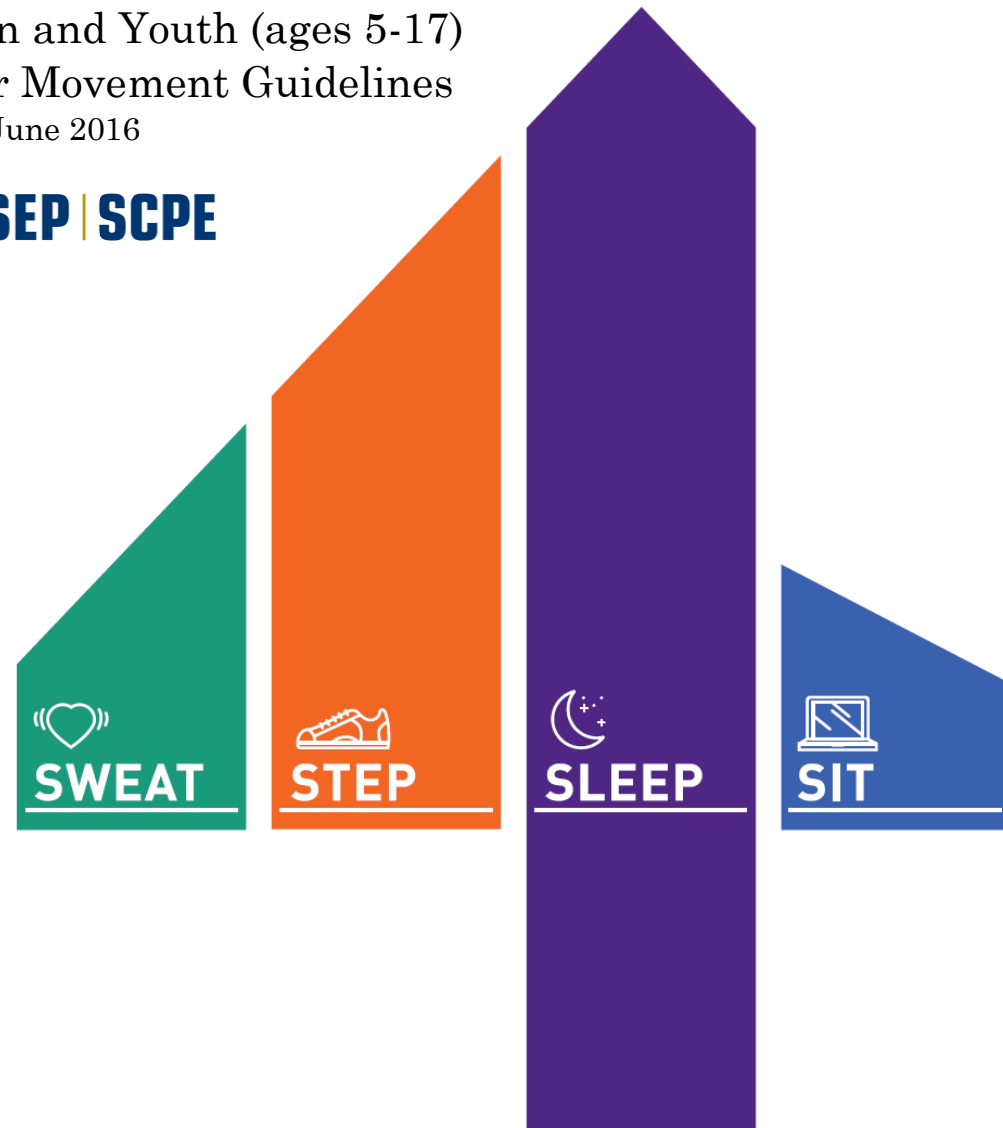 n and Youth (ages 5-17)
r Movement Guidelines
June 2016
SEP | SCPE
SWEAT
STEP
SLEEP
SIT